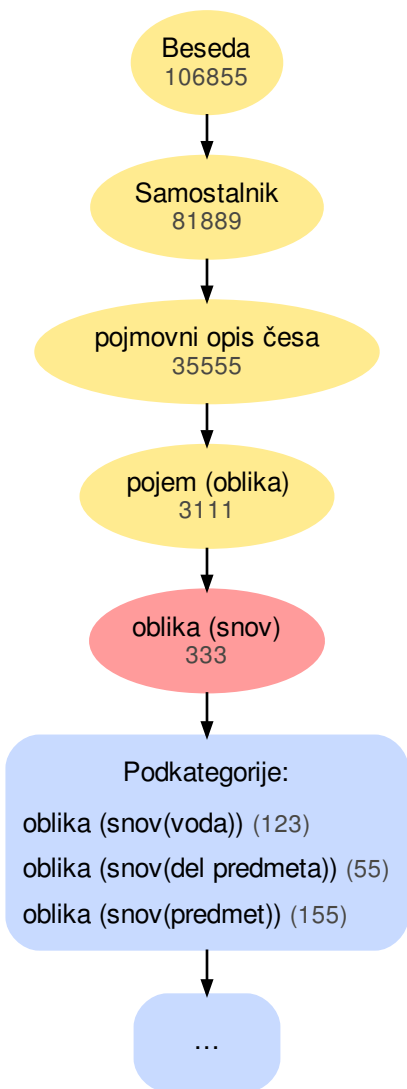 Beseda
106855
Samostalnik
81889
pojmovni opis česa
35555
pojem (oblika)
3111
oblika (snov)
333
Podkategorije:
oblika (snov(voda)) (123)
oblika (snov(del predmeta)) (55)
oblika (snov(predmet)) (155)
...